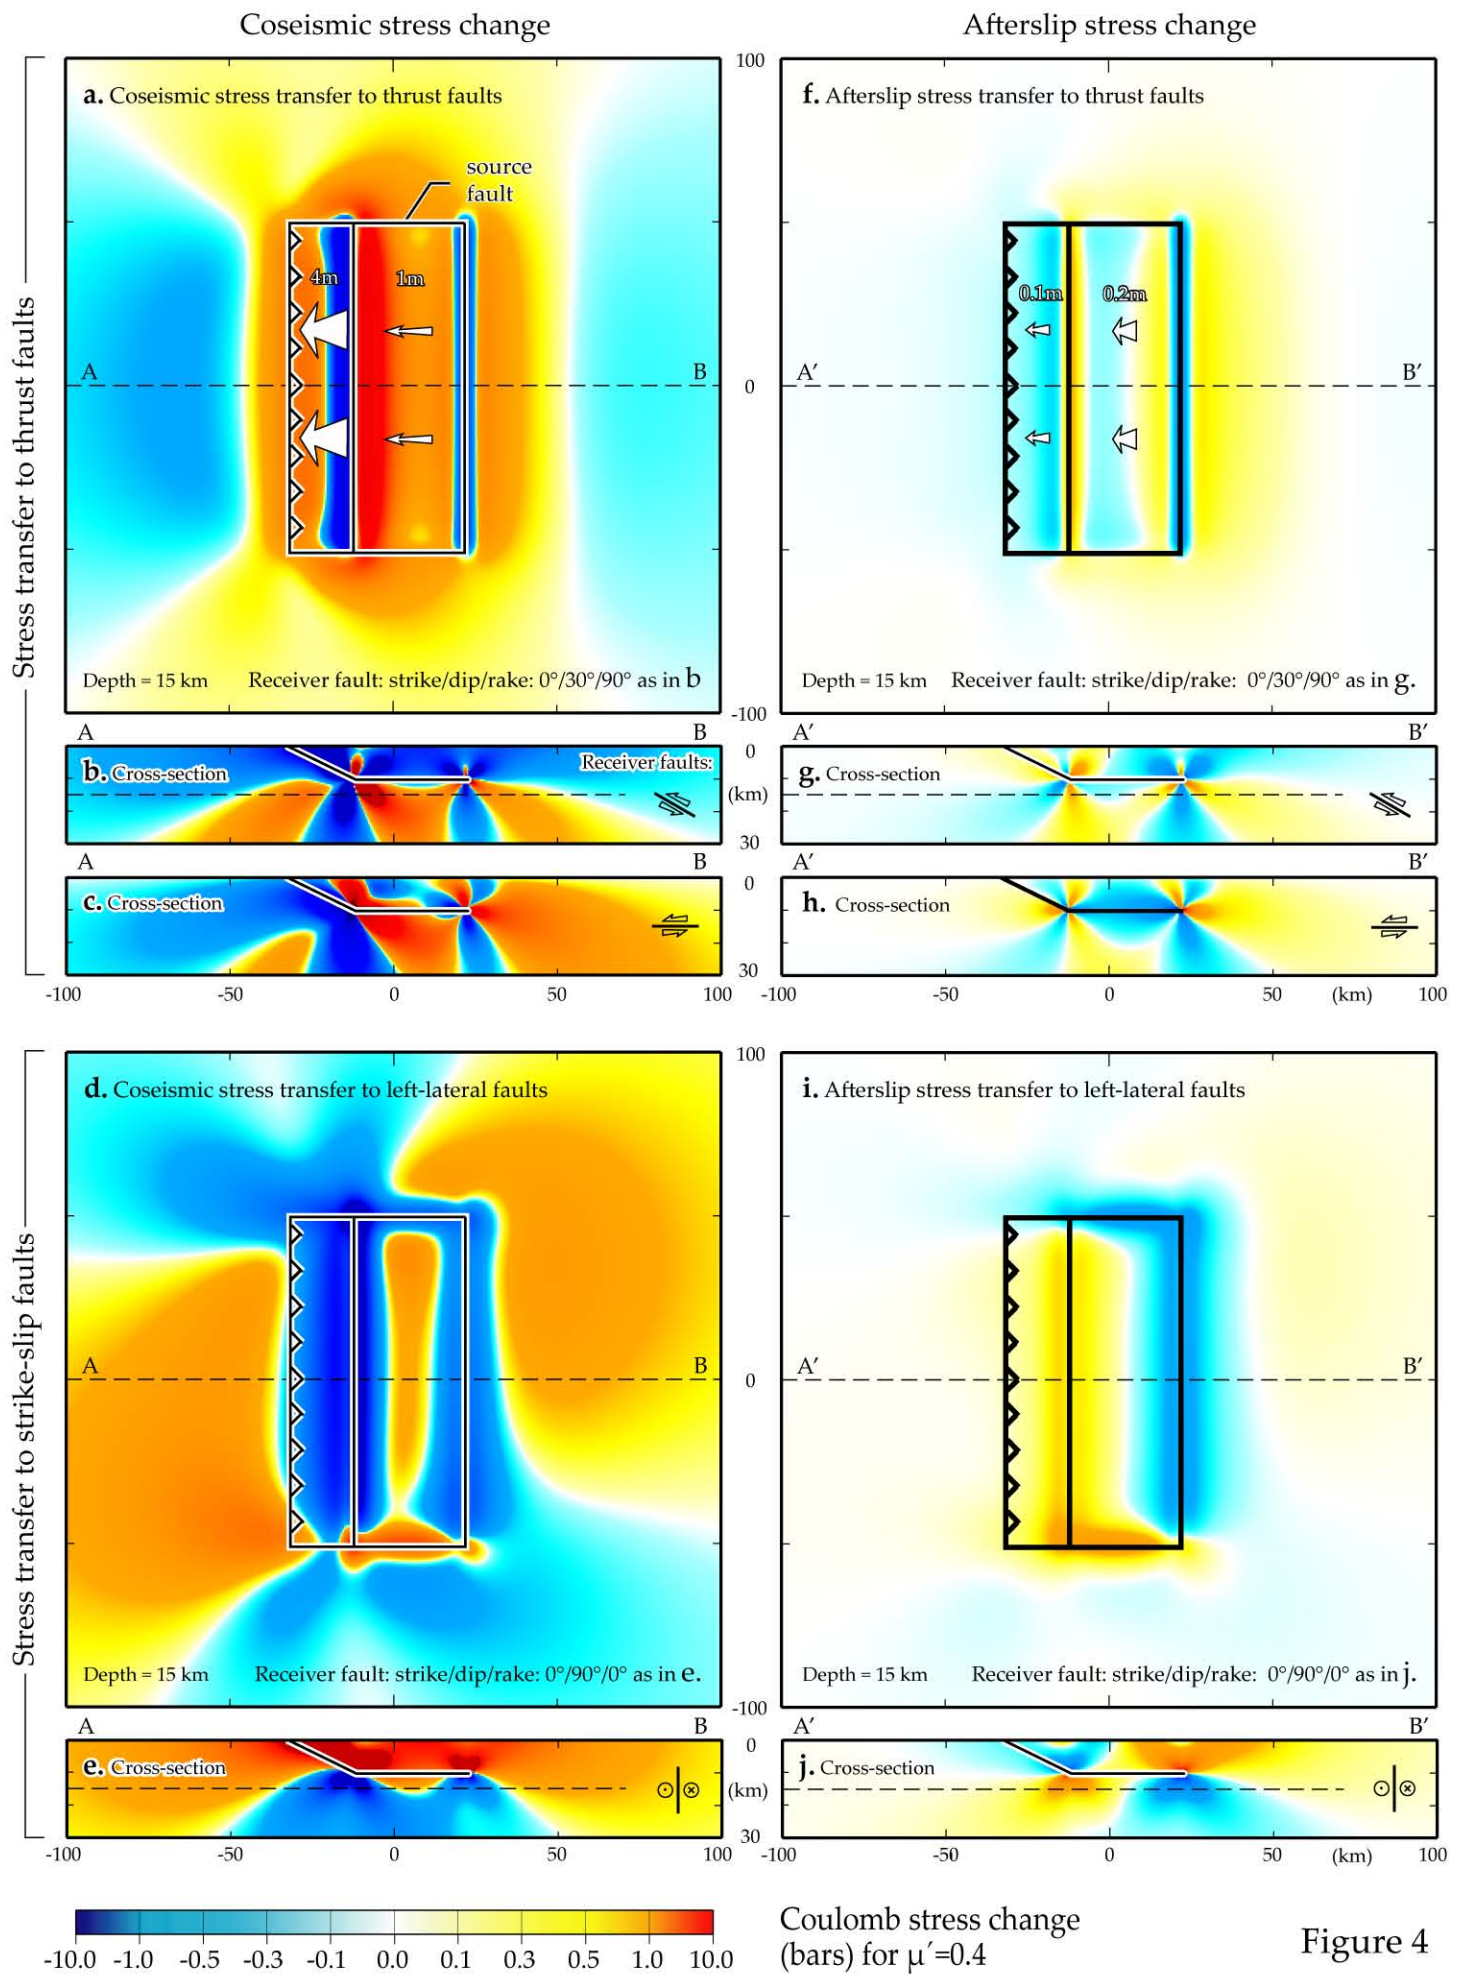 Coseismic stress change
Afterslip stress change
Stress transfer to thrust faults
a. Coseismic stress transfer to thrust faults
source
fault
4m
1m
A
B
Depth = 15 km
Receiver fault: strike/dip/rake: 0°/30°/90° as in b
100
0
-100
f. Afterslip stress transfer to thrust faults
0.1m
0.2m
A′
B′
Depth = 15 km
Receiver fault: strike/dip/rake: 0°/30°/90° as in g.
A
B
b. Cross-section
Receiver faults:
0
(km)
30
A′
B′
g. Cross-section
A
B
c. Cross-section
0
30
A′
B′
h. Cross-section
-100
-50
0
50
100
-100
-50
0
50
(km)
100
Stress transfer to strike-slip faults
d. Coseismic stress transfer to left-lateral faults
A
B
Depth = 15 km
Receiver fault: strike/dip/rake: 0°/90°/0° as in e.
100
0
-100
i. Afterslip stress transfer to left-lateral faults
A′
B′
Depth = 15 km
Receiver fault: strike/dip/rake: 0°/90°/0° as in j.
A
B
e. Cross-section
0
(km)
30
A′
B′
j. Cross-section
-100
-50
0
50
100
-100
-50
0
50
(km)
100
-10.0 -1.0 -0.5 -0.3 -0.1 0.0 0.1 0.3 0.5 1.0 10.0
Coulomb stress change
(bars) for μ′=0.4
Figure 4